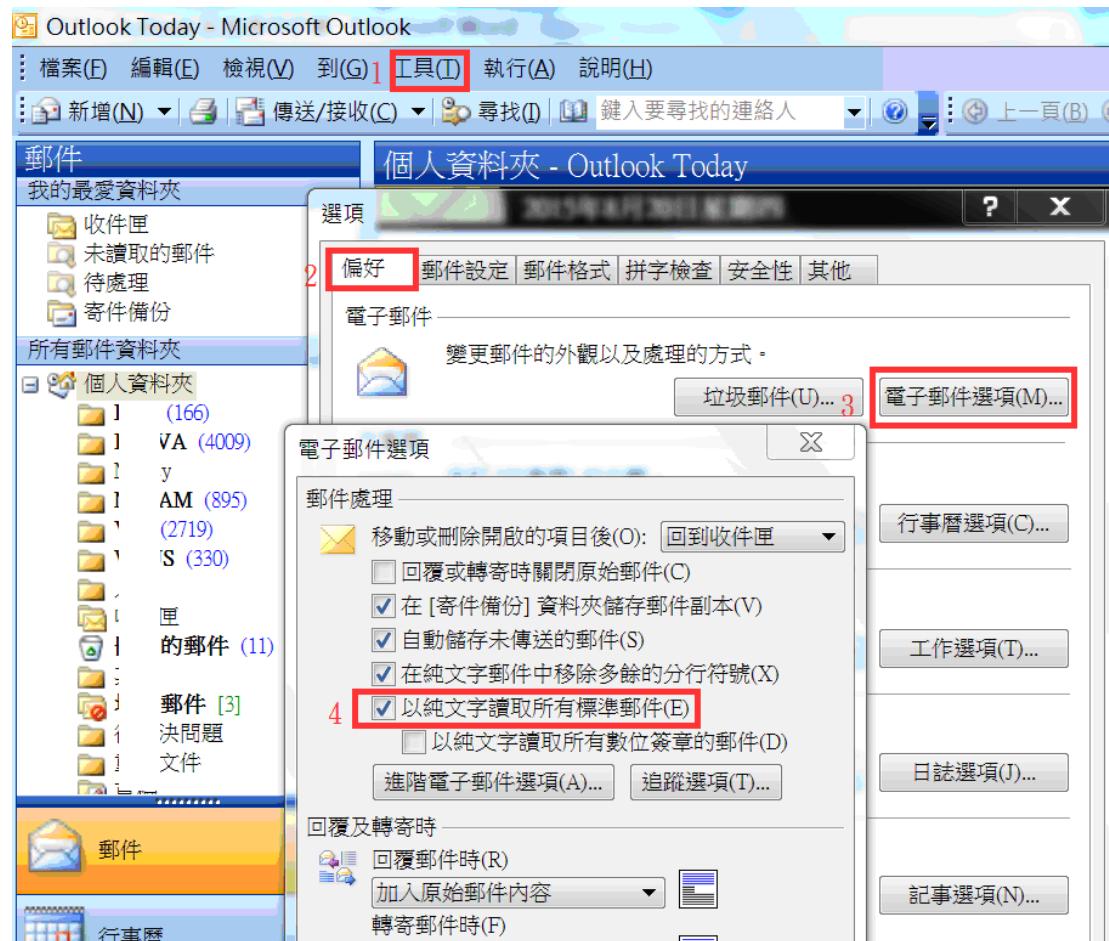 Outlook Today - Microsoft Outlook
檔案(F) 編輯(E) 檢視(V) 到(G) 1 工具(T) 執行(A) 說明(H)
新增(N) 傳送/接收(C) 尋找(I) 鍵入要尋找的連絡人 上一頁(B)
郵件
個人資料夾 - Outlook Today
我的最愛資料夾
收件匣
未讀取的郵件
待處理
寄件備份
所有郵件資料夾
個人資料夾
(166)
VA (4009)
y
AM (895)
(2719)
S (330)
匣
的郵件 (11)
郵件 [3]
決問題
文件
郵件
行事曆
選項
2 偏好 郵件設定 郵件格式 拼字檢查 安全性 其他
電子郵件
變更郵件的外觀以及處理的方式。
垃圾郵件(U)... 3 電子郵件選項(M)...
行事曆選項(C)...
工作選項(T)...
日誌選項(J)...
記事選項(N)...
電子郵件選項
郵件處理
移動或刪除開啟的項目後(O): 回到收件匣
回覆或轉寄時關閉原始郵件(C)
在 [寄件備份] 資料夾儲存郵件副本(V)
自動儲存未傳送的郵件(S)
在純文字郵件中移除多餘的分行符號(X)
4 以純文字讀取所有標準郵件(E)
以純文字讀取所有數位簽章的郵件(D)
進階電子郵件選項(A)... 追蹤選項(T)...
回覆及轉寄時
回覆郵件時(R)
加入原始郵件內容
轉寄郵件時(F)